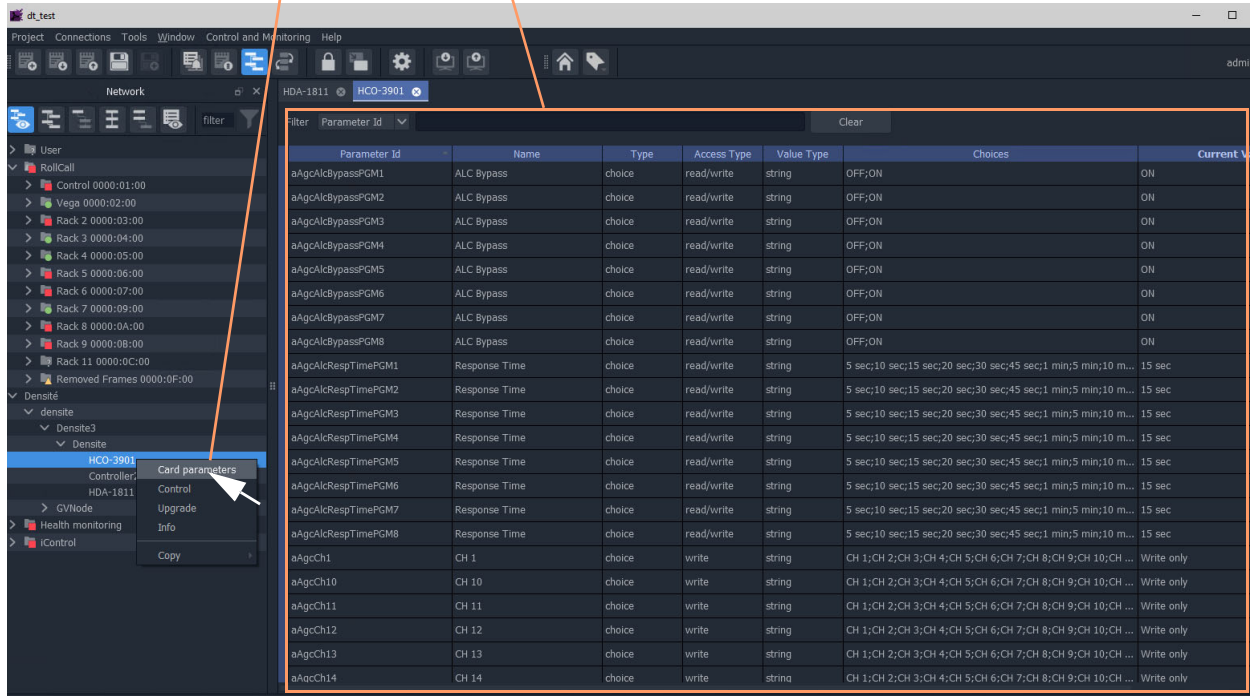 dt_test
Project Connections Tools Window Control and Monitoring Help
admi
Network
HDA-1811 HCO-3901
filter
Filter Parameter Id Clear
Parameter Id Name Type Access Type Value Type Choices Current Va
User
RollCall
Control 0000:01:00
Vega 0000:02:00
Rack 2 0000:03:00
Rack 3 0000:04:00
Rack 4 0000:05:00
Rack 5 0000:06:00
Rack 6 0000:07:00
Rack 7 0000:09:00
Rack 8 0000:0A:00
Rack 9 0000:0B:00
Rack 11 0000:0C:00
Removed Frames 0000:0F:00
Densité
densite
Densite3
Densite
HCO-3901
Controller2
HDA-1811
GVNode
Health monitoring
iControl
Card parameters
Control
Upgrade
Info
Copy
aAgcAlcBypassPGM1 ALC Bypass choice read/write string OFF;ON ON
aAgcAlcBypassPGM2 ALC Bypass choice read/write string OFF;ON ON
aAgcAlcBypassPGM3 ALC Bypass choice read/write string OFF;ON ON
aAgcAlcBypassPGM4 ALC Bypass choice read/write string OFF;ON ON
aAgcAlcBypassPGM5 ALC Bypass choice read/write string OFF;ON ON
aAgcAlcBypassPGM6 ALC Bypass choice read/write string OFF;ON ON
aAgcAlcBypassPGM7 ALC Bypass choice read/write string OFF;ON ON
aAgcAlcBypassPGM8 ALC Bypass choice read/write string OFF;ON ON
aAgcAlcRespTimePGM1 Response Time choice read/write string 5 sec;10 sec;15 sec;20 sec;30 sec;45 sec;1 min;5 min;10 m... 15 sec
aAgcAlcRespTimePGM2 Response Time choice read/write string 5 sec;10 sec;15 sec;20 sec;30 sec;45 sec;1 min;5 min;10 m... 15 sec
aAgcAlcRespTimePGM3 Response Time choice read/write string 5 sec;10 sec;15 sec;20 sec;30 sec;45 sec;1 min;5 min;10 m... 15 sec
aAgcAlcRespTimePGM4 Response Time choice read/write string 5 sec;10 sec;15 sec;20 sec;30 sec;45 sec;1 min;5 min;10 m... 15 sec
aAgcAlcRespTimePGM5 Response Time choice read/write string 5 sec;10 sec;15 sec;20 sec;30 sec;45 sec;1 min;5 min;10 m... 15 sec
aAgcAlcRespTimePGM6 Response Time choice read/write string 5 sec;10 sec;15 sec;20 sec;30 sec;45 sec;1 min;5 min;10 m... 15 sec
aAgcAlcRespTimePGM7 Response Time choice read/write string 5 sec;10 sec;15 sec;20 sec;30 sec;45 sec;1 min;5 min;10 m... 15 sec
aAgcAlcRespTimePGM8 Response Time choice read/write string 5 sec;10 sec;15 sec;20 sec;30 sec;45 sec;1 min;5 min;10 m... 15 sec
aAgcCh1 CH 1 choice write string CH 1;CH 2;CH 3;CH 4;CH 5;CH 6;CH 7;CH 8;CH 9;CH 10;CH ... Write only
aAgcCh10 CH 10 choice write string CH 1;CH 2;CH 3;CH 4;CH 5;CH 6;CH 7;CH 8;CH 9;CH 10;CH ... Write only
aAgcCh11 CH 11 choice write string CH 1;CH 2;CH 3;CH 4;CH 5;CH 6;CH 7;CH 8;CH 9;CH 10;CH ... Write only
aAgcCh12 CH 12 choice write string CH 1;CH 2;CH 3;CH 4;CH 5;CH 6;CH 7;CH 8;CH 9;CH 10;CH ... Write only
aAgcCh13 CH 13 choice write string CH 1;CH 2;CH 3;CH 4;CH 5;CH 6;CH 7;CH 8;CH 9;CH 10;CH ... Write only
aAgcCh14 CH 14 choice write string CH 1;CH 2;CH 3;CH 4;CH 5;CH 6;CH 7;CH 8;CH 9;CH 10;CH ... Write only